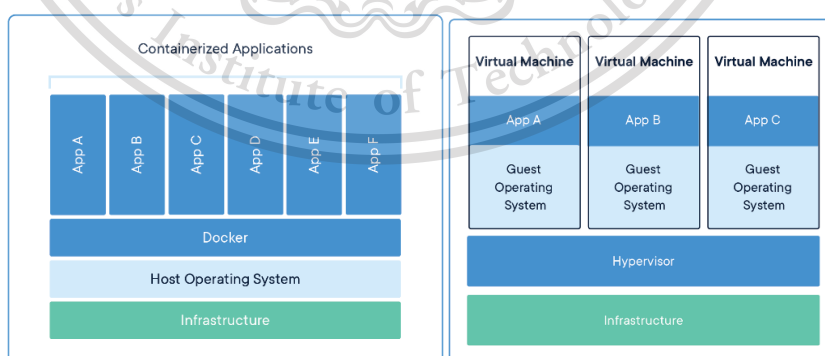 Containerized Applications
App A
App B
App C
App D
App E
App F
Docker
Host Operating System
Infrastructure
Virtual Machine
App A
Guest
Operating
System
Virtual Machine
App B
Guest
Operating
System
Virtual Machine
App C
Guest
Operating
System
Hypervisor
Infrastructure
Institute of Technolo